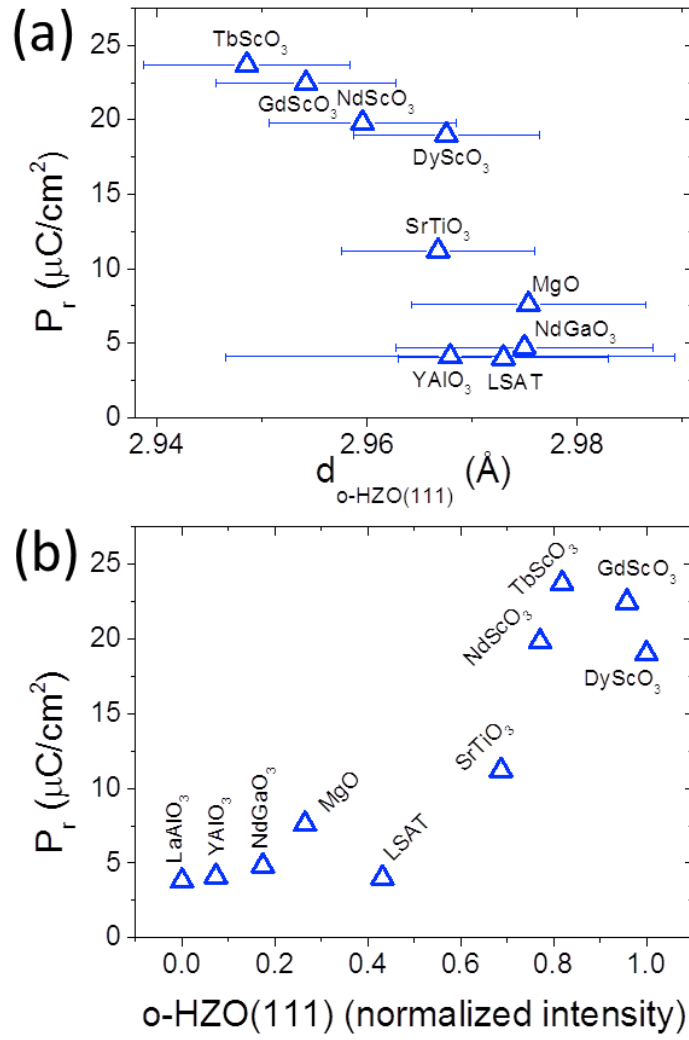 (a)
25
20
15
10
5
0
P_r (μC/cm²)
TbScO₃
GdScO₃
NdScO₃
DyScO₃
SrTiO₃
MgO
NdGaO₃
YAlO₃
LSAT
2.94
2.96
2.98
d_o-HZO(111) (Å)
(b)
25
20
15
10
5
0
P_r (μC/cm²)
LaAlO₃
YAlO₃
NdGaO₃
MgO
LSAT
SrTiO₃
NdScO₃
TbScO₃
GdScO₃
DyScO₃
0.0
0.2
0.4
0.6
0.8
1.0
o-HZO(111) (normalized intensity)